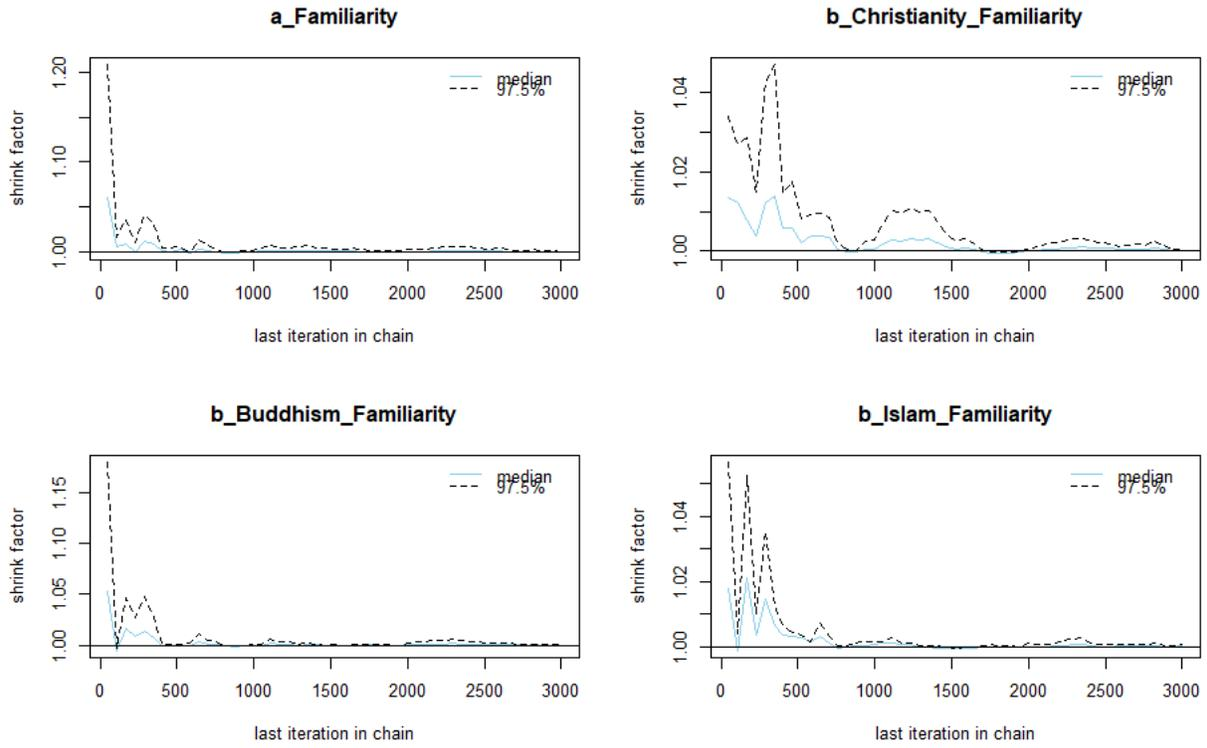 a_Familiarity
shrink factor
1.00 1.10 1.20
median
97.5%
0 500 1000 1500 2000 2500 3000
last iteration in chain
b_Christianity_Familiarity
shrink factor
1.00 1.02 1.04
median
97.5%
0 500 1000 1500 2000 2500 3000
last iteration in chain
b_Buddhism_Familiarity
shrink factor
1.00 1.05 1.10 1.15
median
97.5%
0 500 1000 1500 2000 2500 3000
last iteration in chain
b_Islam_Familiarity
shrink factor
1.00 1.02 1.04
median
97.5%
0 500 1000 1500 2000 2500 3000
last iteration in chain